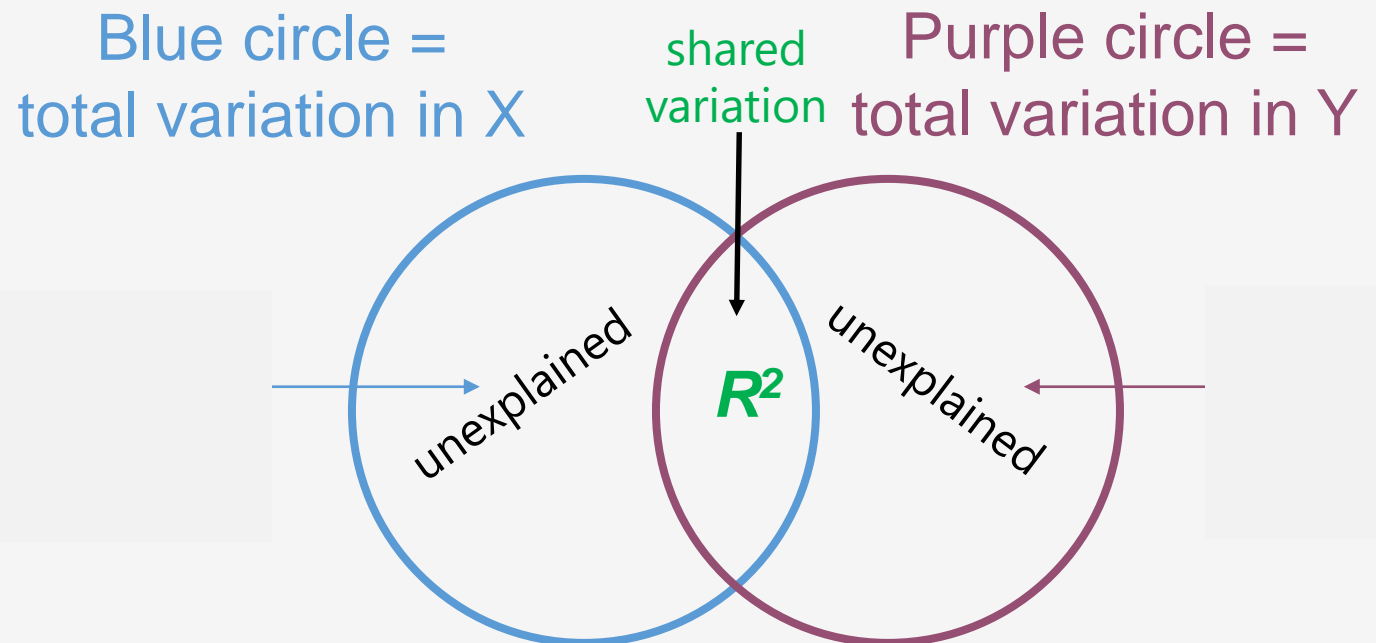 Blue circle =
total variation in X
shared
variation
Purple circle =
total variation in Y
unexplained
R²
unexplained